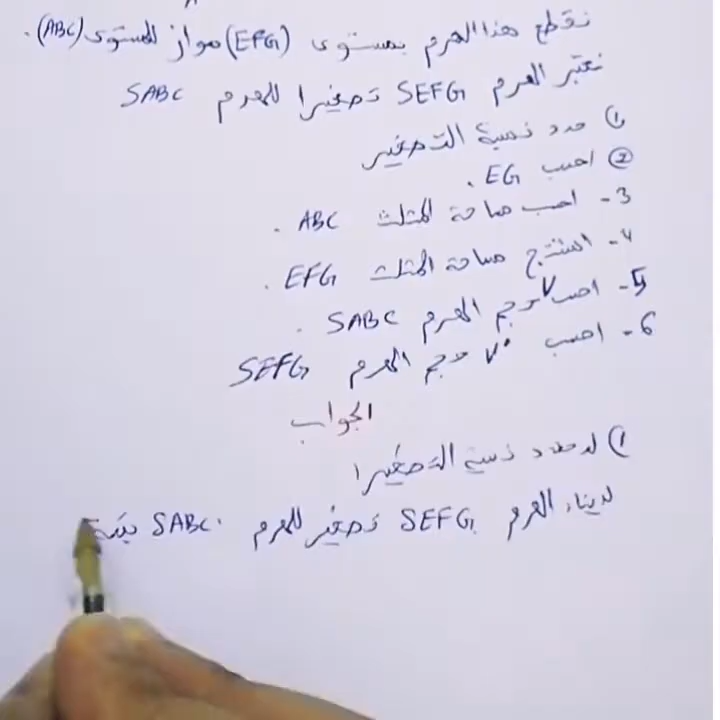 نقطع هذا الهرم بمستوى (EFG) مواز للمستوى (ABC).
نعتبر الهرم SEFG تصغيرا للهرم SABC
1) حدد نسبة التصغير
2) احسب EG.
3- احسب مساحة المثلث ABC.
4- استنتج مساحة المثلث EFG.
5- احسب V حجم الهرم SABC.
6- احسب V' حجم الهرم SEFG
الجواب
1) لنحدد نسبة التصغير
لدينا، الهرم SEFG تصغير للهرم SABC بنسبة